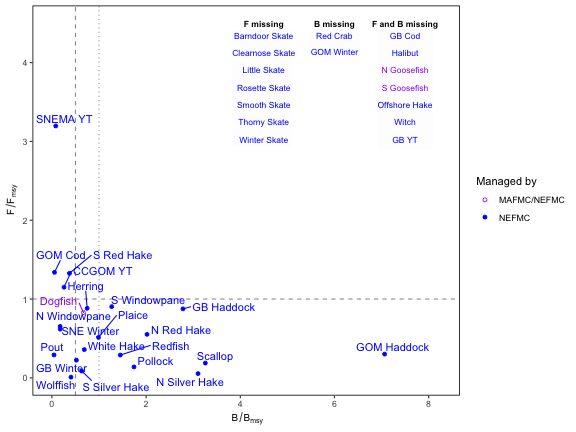 F missing B missing F and B missing
Barndoor Skate Red Crab GB Cod
Clearnose Skate GOM Winter Halibut
Little Skate N Goosefish
Rosette Skate S Goosefish
Smooth Skate Offshore Hake
Thorny Skate Witch
Winter Skate GB YT
4
SNEMA YT
3
F/Fmsy
Managed by
MAFMC/NEFMC
NEFMC
2
GOM Cod S Red Hake
CCGOM YT
Herring
1
Dogfish S Windowpane GB Haddock
N Windowpane Plaice
SNE Winter N Red Hake
Pout White Hake Redfish GOM Haddock
Pollock Scallop
GB Winter
0
Wolffish S Silver Hake N Silver Hake
0 2 4 6 8
B/Bmsy